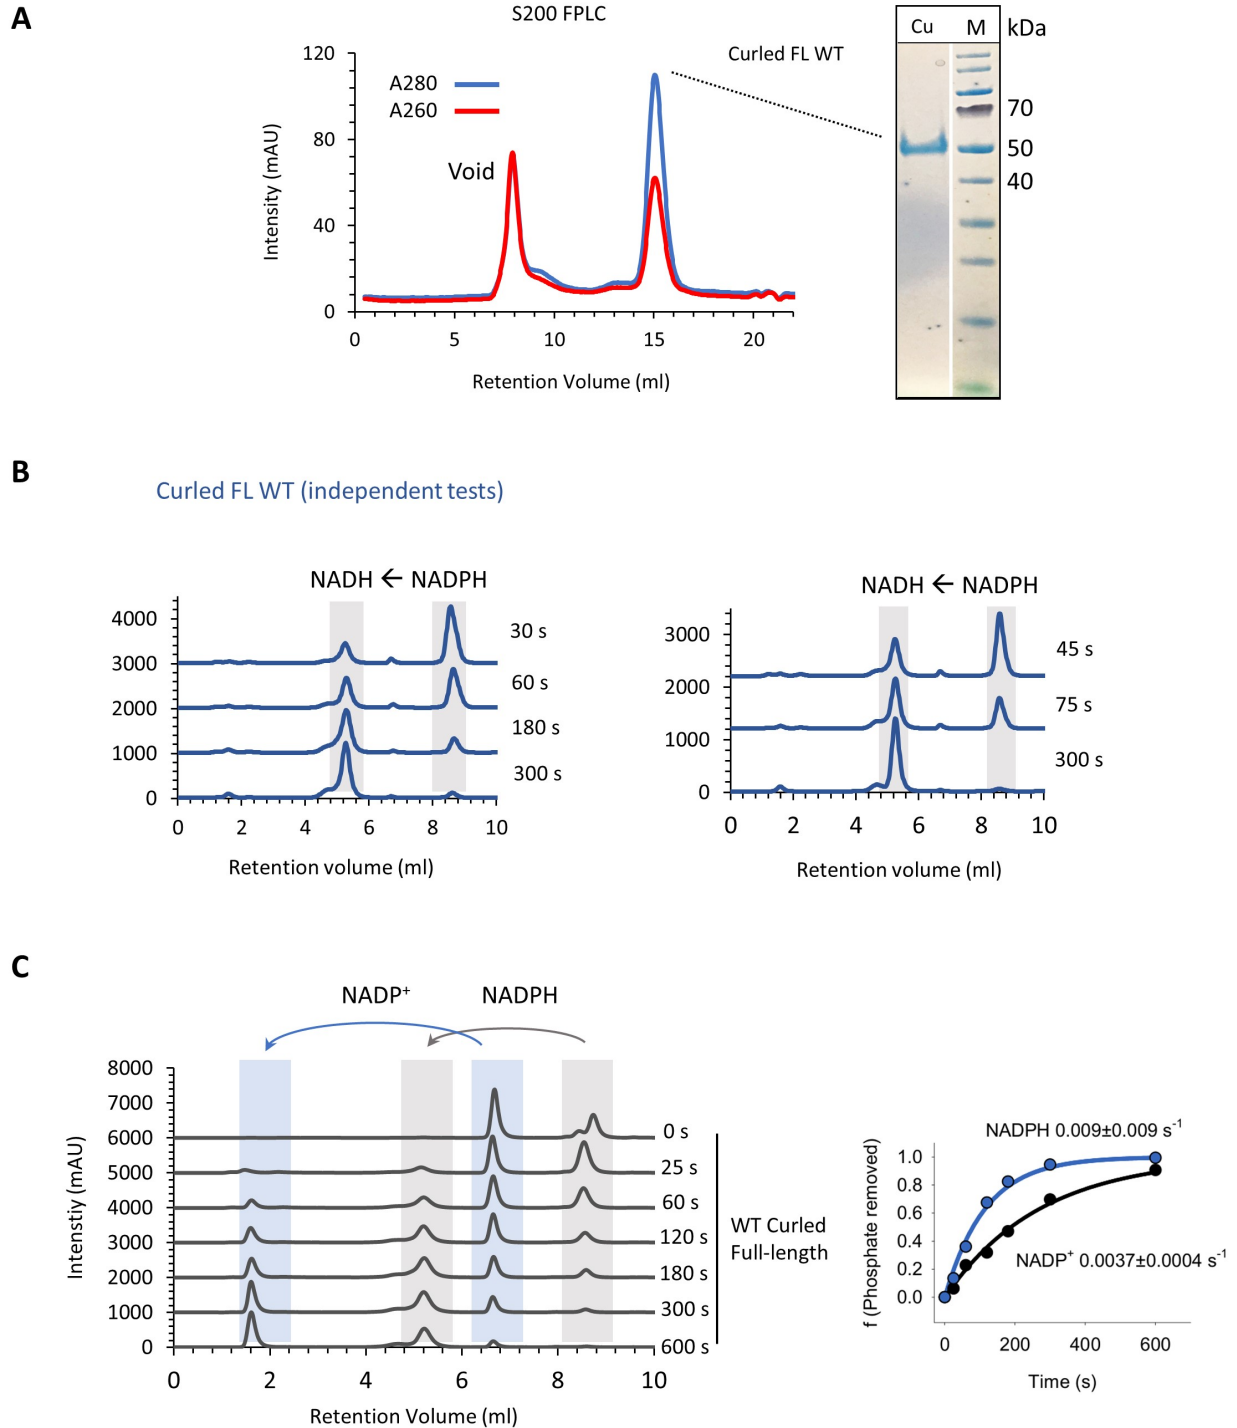 A
S200 FPLC
Cu M kDa
120
80
40
0
Intensity (mAU)
A280
A260
Void
Curled FL WT
70
50
40
0 5 10 15 20
Retention Volume (ml)
B
Curled FL WT (independent tests)
NADH ← NADPH
4000
3000
2000
1000
0
30 s
60 s
180 s
300 s
0 2 4 6 8 10
Retention volume (ml)
NADH ← NADPH
3000
2000
1000
0
45 s
75 s
300 s
0 2 4 6 8 10
Retention volume (ml)
C
NADP⁺ NADPH
8000
7000
6000
5000
4000
3000
2000
1000
0
Intenstiy (mAU)
0 s
25 s
60 s
120 s
180 s
300 s
600 s
0 2 4 6 8 10
Retention Volume (ml)
WT Curled
Full-length
NADPH 0.009±0.009 s⁻¹
NADP⁺ 0.0037±0.0004 s⁻¹
f (Phosphate removed)
1.0
0.8
0.6
0.4
0.2
0.0
0 200 400 600
Time (s)